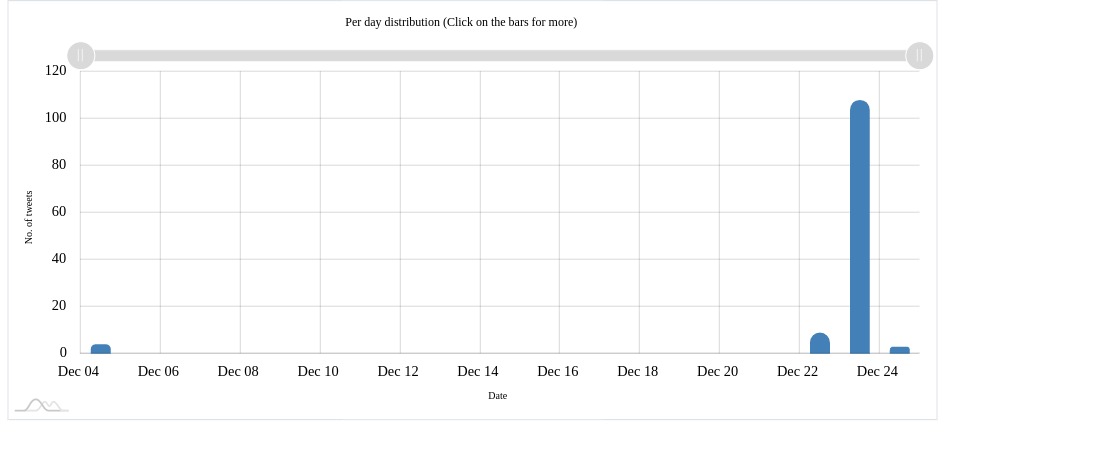 Per day distribution (Click on the bars for more)
120
100
80
60
40
20
0
No. of tweets
Dec 04 Dec 06 Dec 08 Dec 10 Dec 12 Dec 14 Dec 16 Dec 18 Dec 20 Dec 22 Dec 24
Date